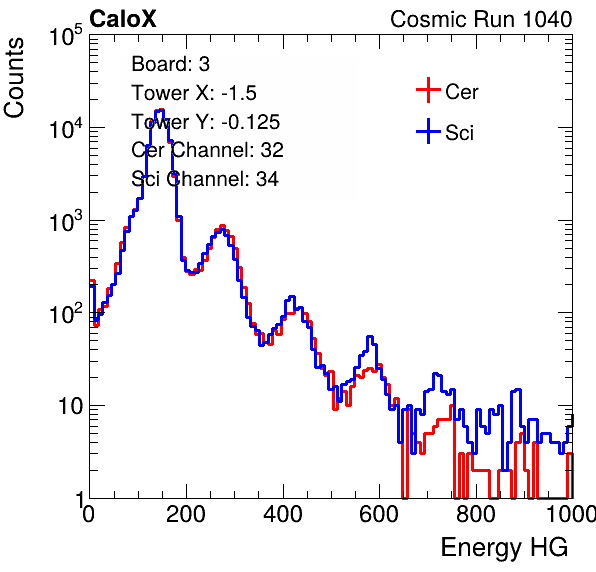 CaloX
Cosmic Run 1040
Counts
10^5
10^4
10^3
10^2
10
1
Board: 3
Tower X: -1.5
Tower Y: -0.125
Cer Channel: 32
Sci Channel: 34
Cer
Sci
0 200 400 600 800 1000
Energy HG